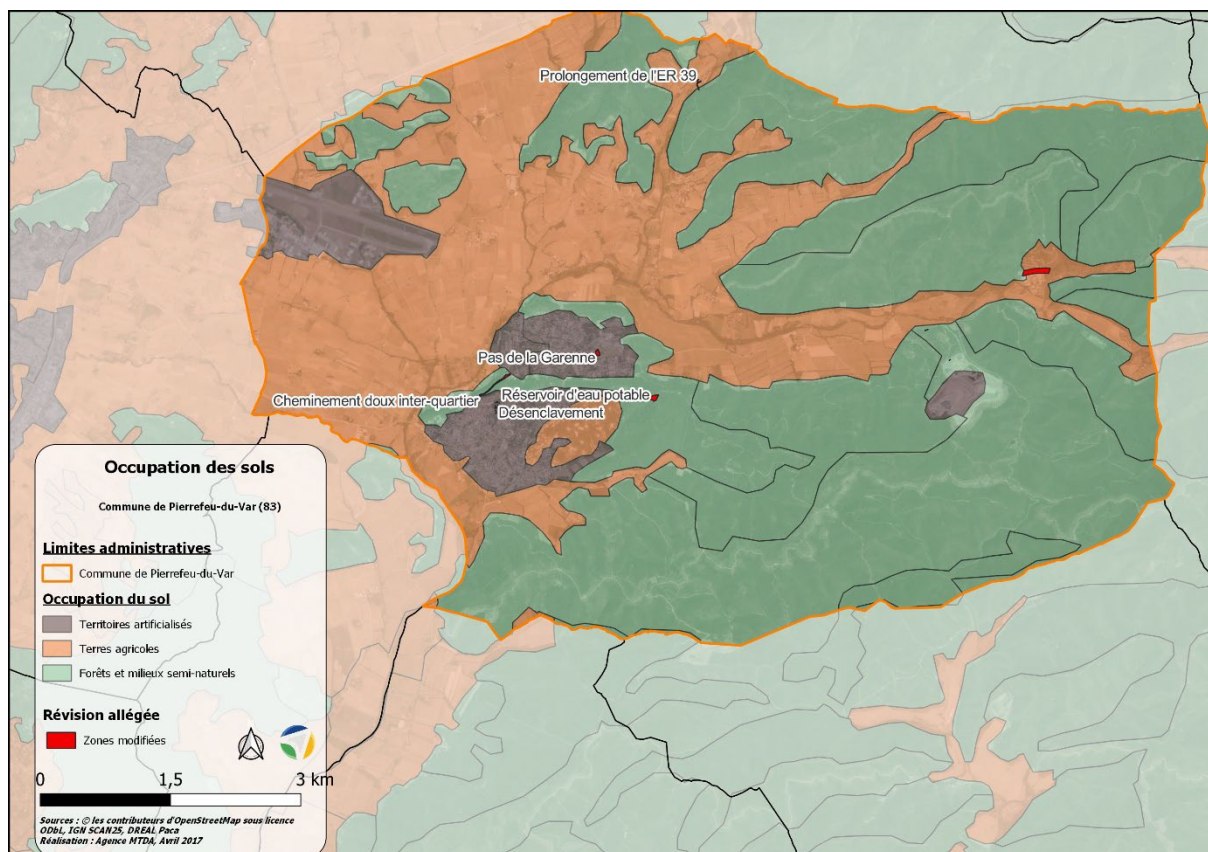 Prolongement de l'ER 39
Pas de la Garenne
Cheminement doux inter-quartier
Réservoir d'eau potable
Désenclavement
Occupation des sols
Commune de Pierrefeu-du-Var (83)
Limites administratives
Commune de Pierrefeu-du-Var
Occupation du sol
Territoires artificialisés
Terres agricoles
Forêts et milieux semi-naturels
Révision allégée
Zones modifiées
0 1,5 3 km
Sources : © les contributeurs d'OpenStreetMap sous licence
ODbL, IGN SCAN25, DREAL Paca
Réalisation : Agence MTDA, Avril 2017